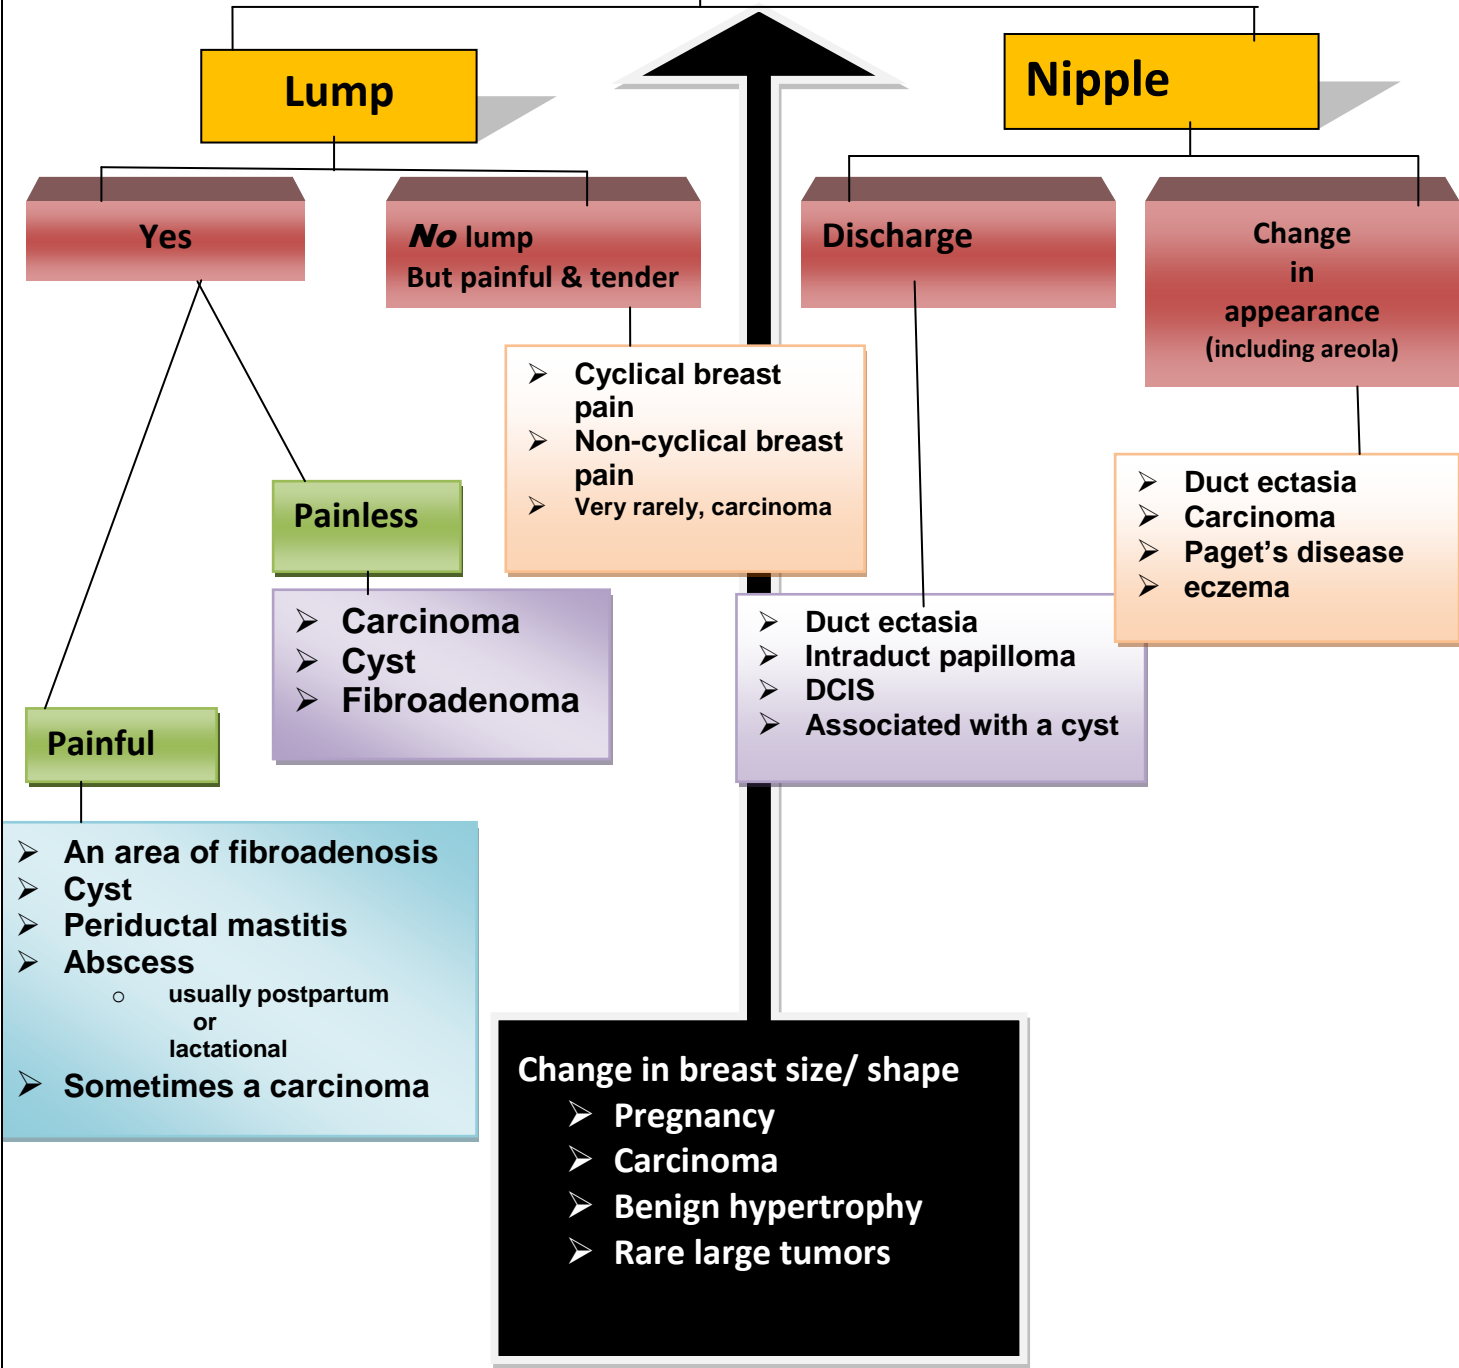 Lump
Nipple
Yes
No lump
But painful & tender
Discharge
Change
in
appearance
(including areola)
➢ Cyclical breast
pain
➢ Non-cyclical breast
pain
➢ Very rarely, carcinoma
➢ Duct ectasia
➢ Carcinoma
➢ Paget’s disease
➢ eczema
Painless
➢ Carcinoma
➢ Cyst
➢ Fibroadenoma
➢ Duct ectasia
➢ Intraduct papilloma
➢ DCIS
➢ Associated with a cyst
Painful
➢ An area of fibroadenosis
➢ Cyst
➢ Periductal mastitis
➢ Abscess
o usually postpartum
or
lactational
➢ Sometimes a carcinoma
Change in breast size/ shape
➢ Pregnancy
➢ Carcinoma
➢ Benign hypertrophy
➢ Rare large tumors